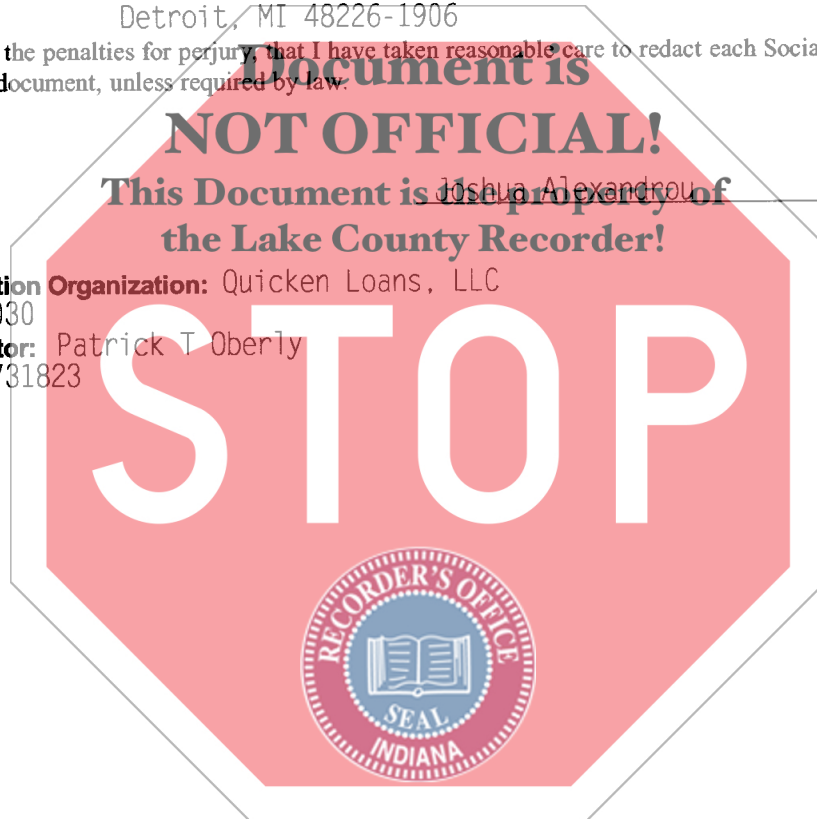 Detroit, MI 48226-1906
the penalties for perjury, that I have taken reasonable care to redact each Socia
document, unless required by law.
Document is
NOT OFFICIAL!
This Document is the property of
Joshua Alexandrou
the Lake County Recorder!
tion Organization: Quicken Loans, LLC
030
tor: Patrick T Oberly
731823
STOP
RECORDER'S OFFICE
SEAL
INDIANA